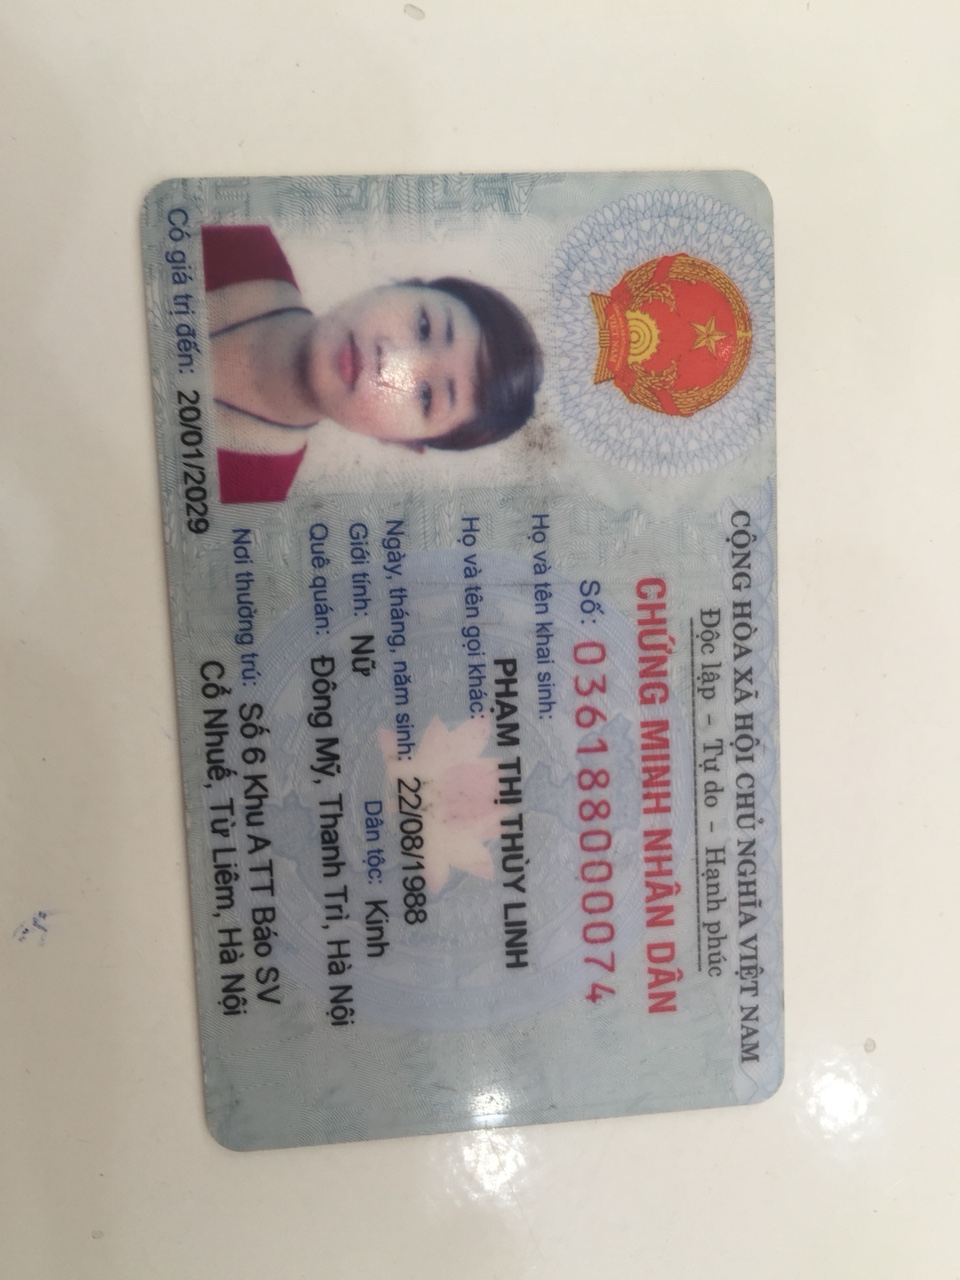 CỘNG HÒA XÃ HỘI CHỦ NGHĨA VIỆT NAM
Độc lập - Tự do - Hạnh phúc
CHỨNG MINH NHÂN DÂN
Số: 036188000074
Họ và tên khai sinh:
PHẠM THỊ THÙY LINH
Họ và tên gọi khác:
Ngày, tháng, năm sinh: 22/08/1988
Giới tính: Nữ Dân tộc: Kinh
Quê quán: Đông Mỹ, Thanh Trì, Hà Nội
Nơi thường trú: Số 6 Khu A TT Báo SV
Cổ Nhuế, Từ Liêm, Hà Nội
Có giá trị đến: 20/01/2029
VIỆT NAM